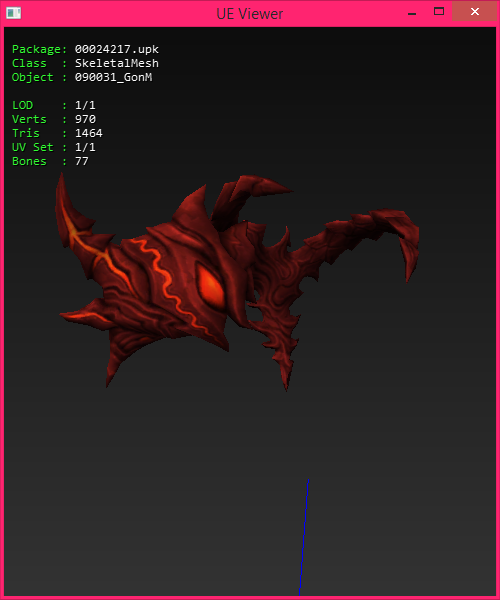 UE Viewer
Package: 00024217.upk
Class : SkeletalMesh
Object : 090031_GonM
LOD : 1/1
Verts : 970
Tris : 1464
UV Set : 1/1
Bones : 77